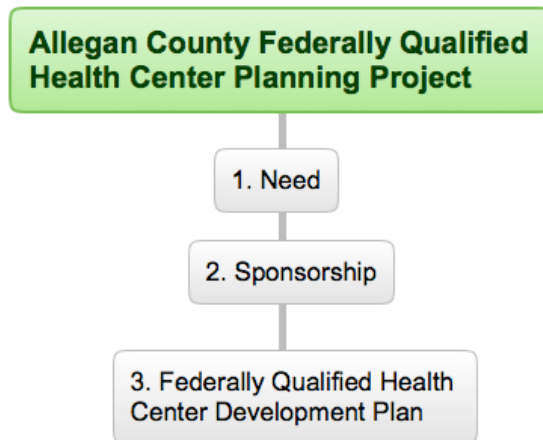 Allegan County Federally Qualified
Health Center Planning Project
1. Need
2. Sponsorship
3. Federally Qualified Health
Center Development Plan